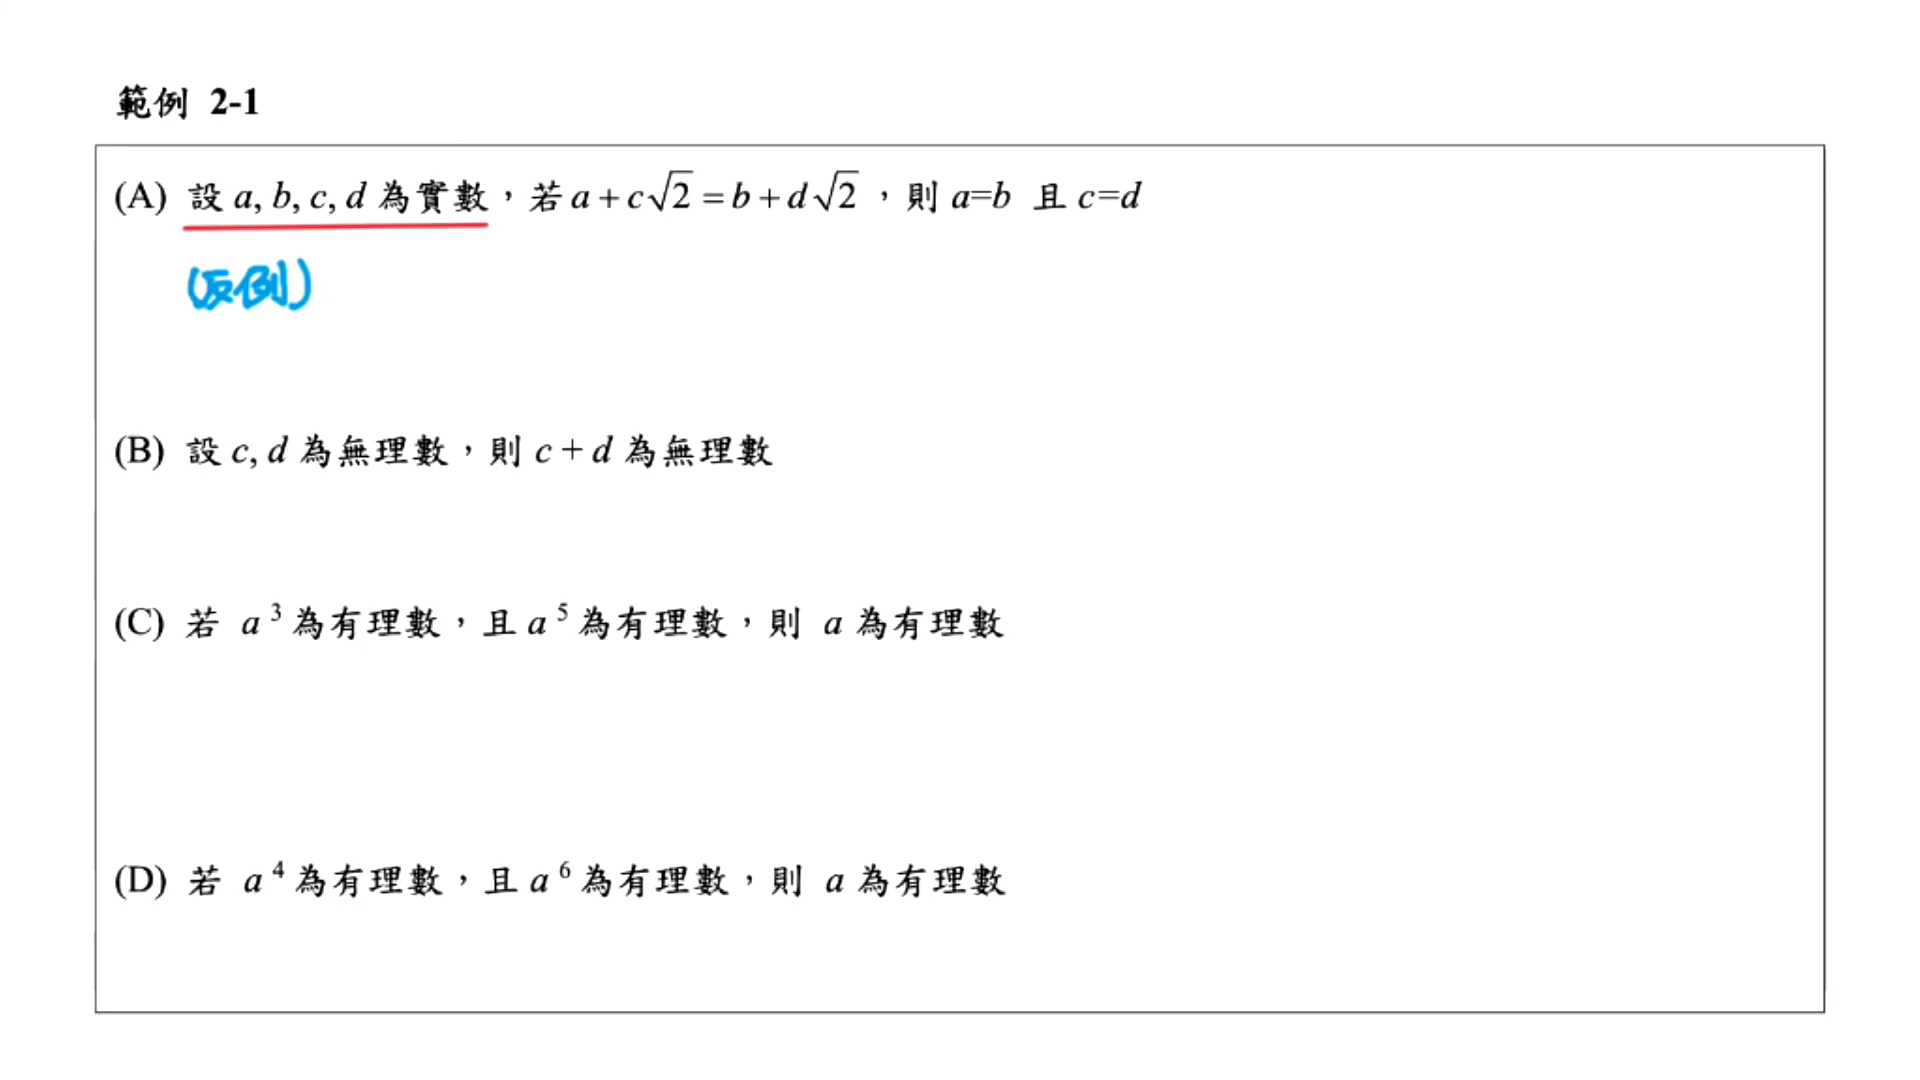 範例 2-1
(A) 設 a, b, c, d 為實數，若 a + c√2 = b + d√2 ，則 a=b 且 c=d
(反例)
(B) 設 c, d 為無理數，則 c + d 為無理數
(C) 若 a³ 為有理數，且 a⁵ 為有理數，則 a 為有理數
(D) 若 a⁴ 為有理數，且 a⁶ 為有理數，則 a 為有理數